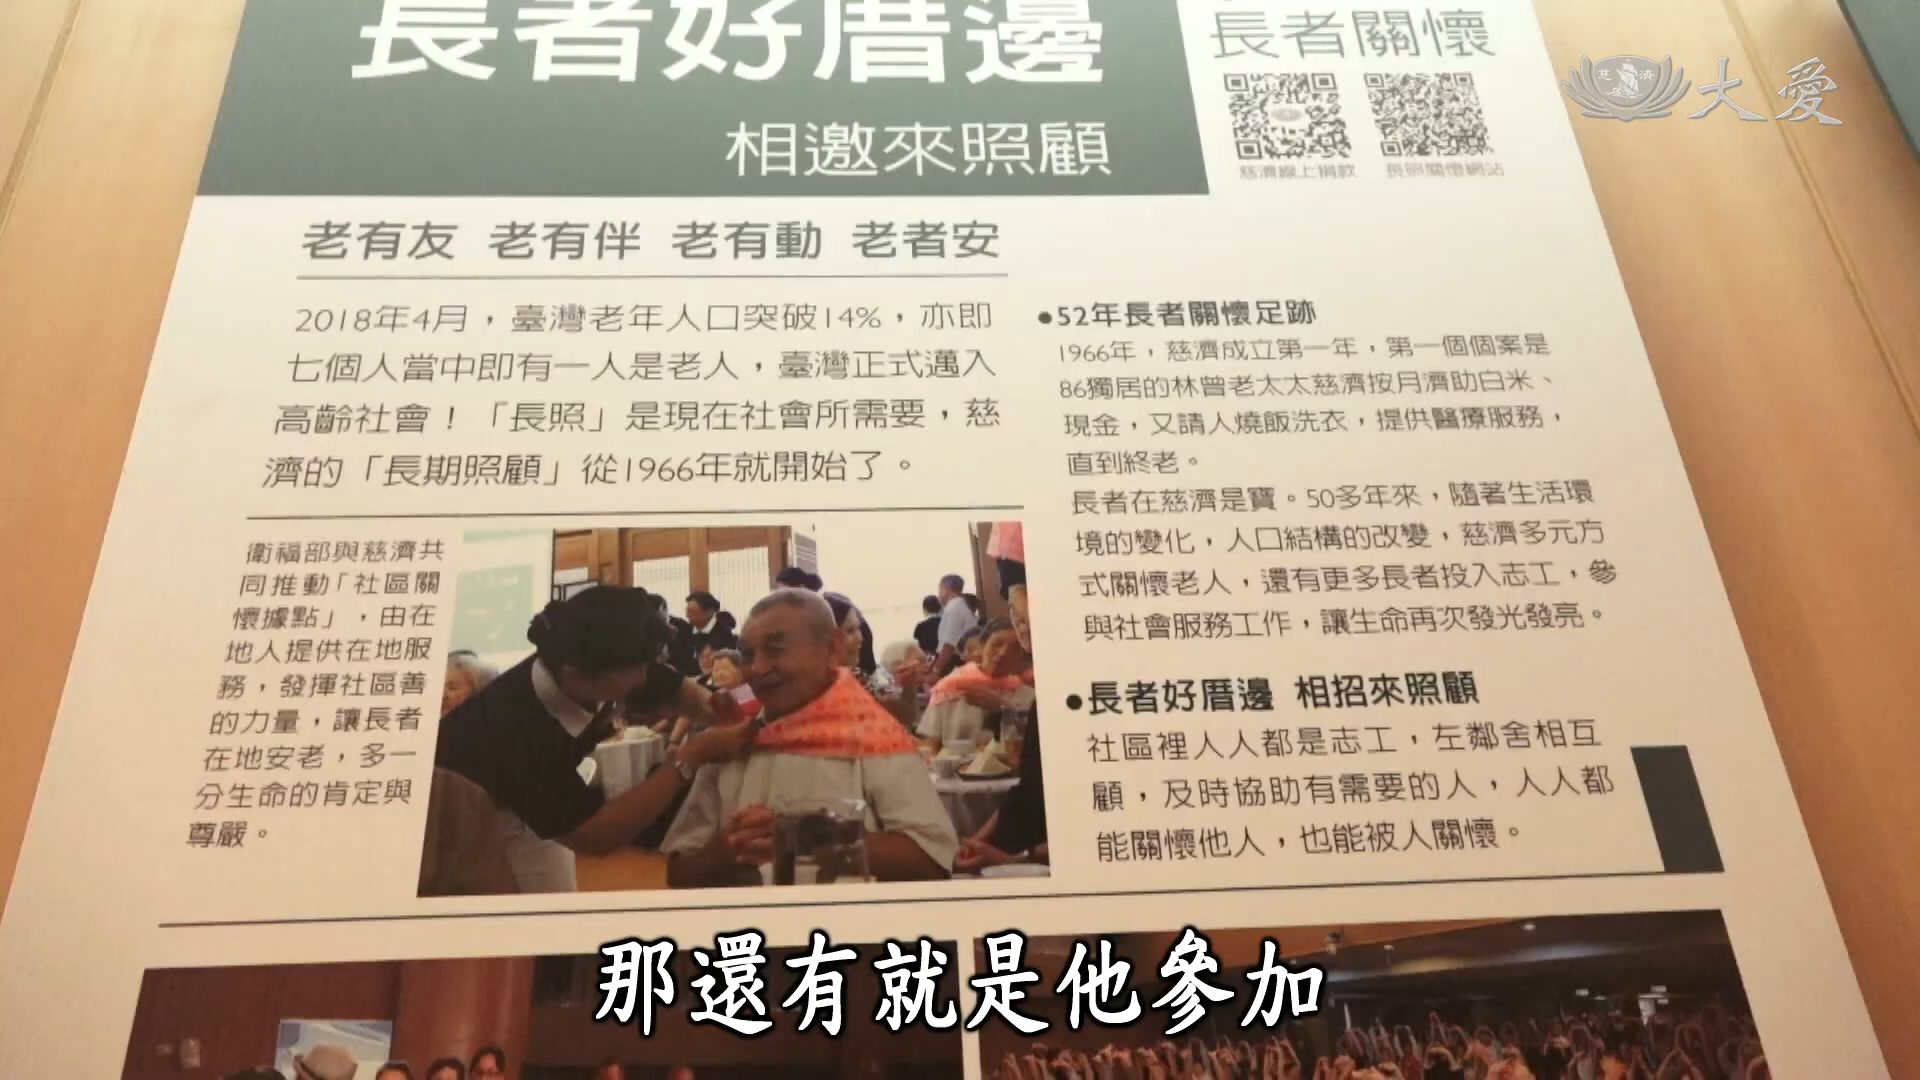 長者好厝邊
相邀來照顧
長者關懷
慈濟線上捐款
長照關懷網站
慈濟
大愛
老有友 老有伴 老有動 老者安
2018年4月，臺灣老年人口突破14%，亦即
七個人當中即有一人是老人，臺灣正式邁入
高齡社會！「長照」是現在社會所需要，慈
濟的「長期照顧」從1966年就開始了。
衛福部與慈濟共
同推動「社區關
懷據點」，由在
地人提供在地服
務，發揮社區善
的力量，讓長者
在地安老，多一
分生命的肯定與
尊嚴。
•52年長者關懷足跡
1966年，慈濟成立第一年，第一個個案是
86獨居的林曾老太太慈濟按月濟助白米、
現金，又請人燒飯洗衣，提供醫療服務，
直到終老。
長者在慈濟是寶。50多年來，隨著生活環
境的變化，人口結構的改變，慈濟多元方
式關懷老人，還有更多長者投入志工，參
與社會服務工作，讓生命再次發光發亮。
•長者好厝邊 相招來照顧
社區裡人人都是志工，左鄰舍相互
顧，及時協助有需要的人，人人都
能關懷他人，也能被人關懷。
那還有就是他參加